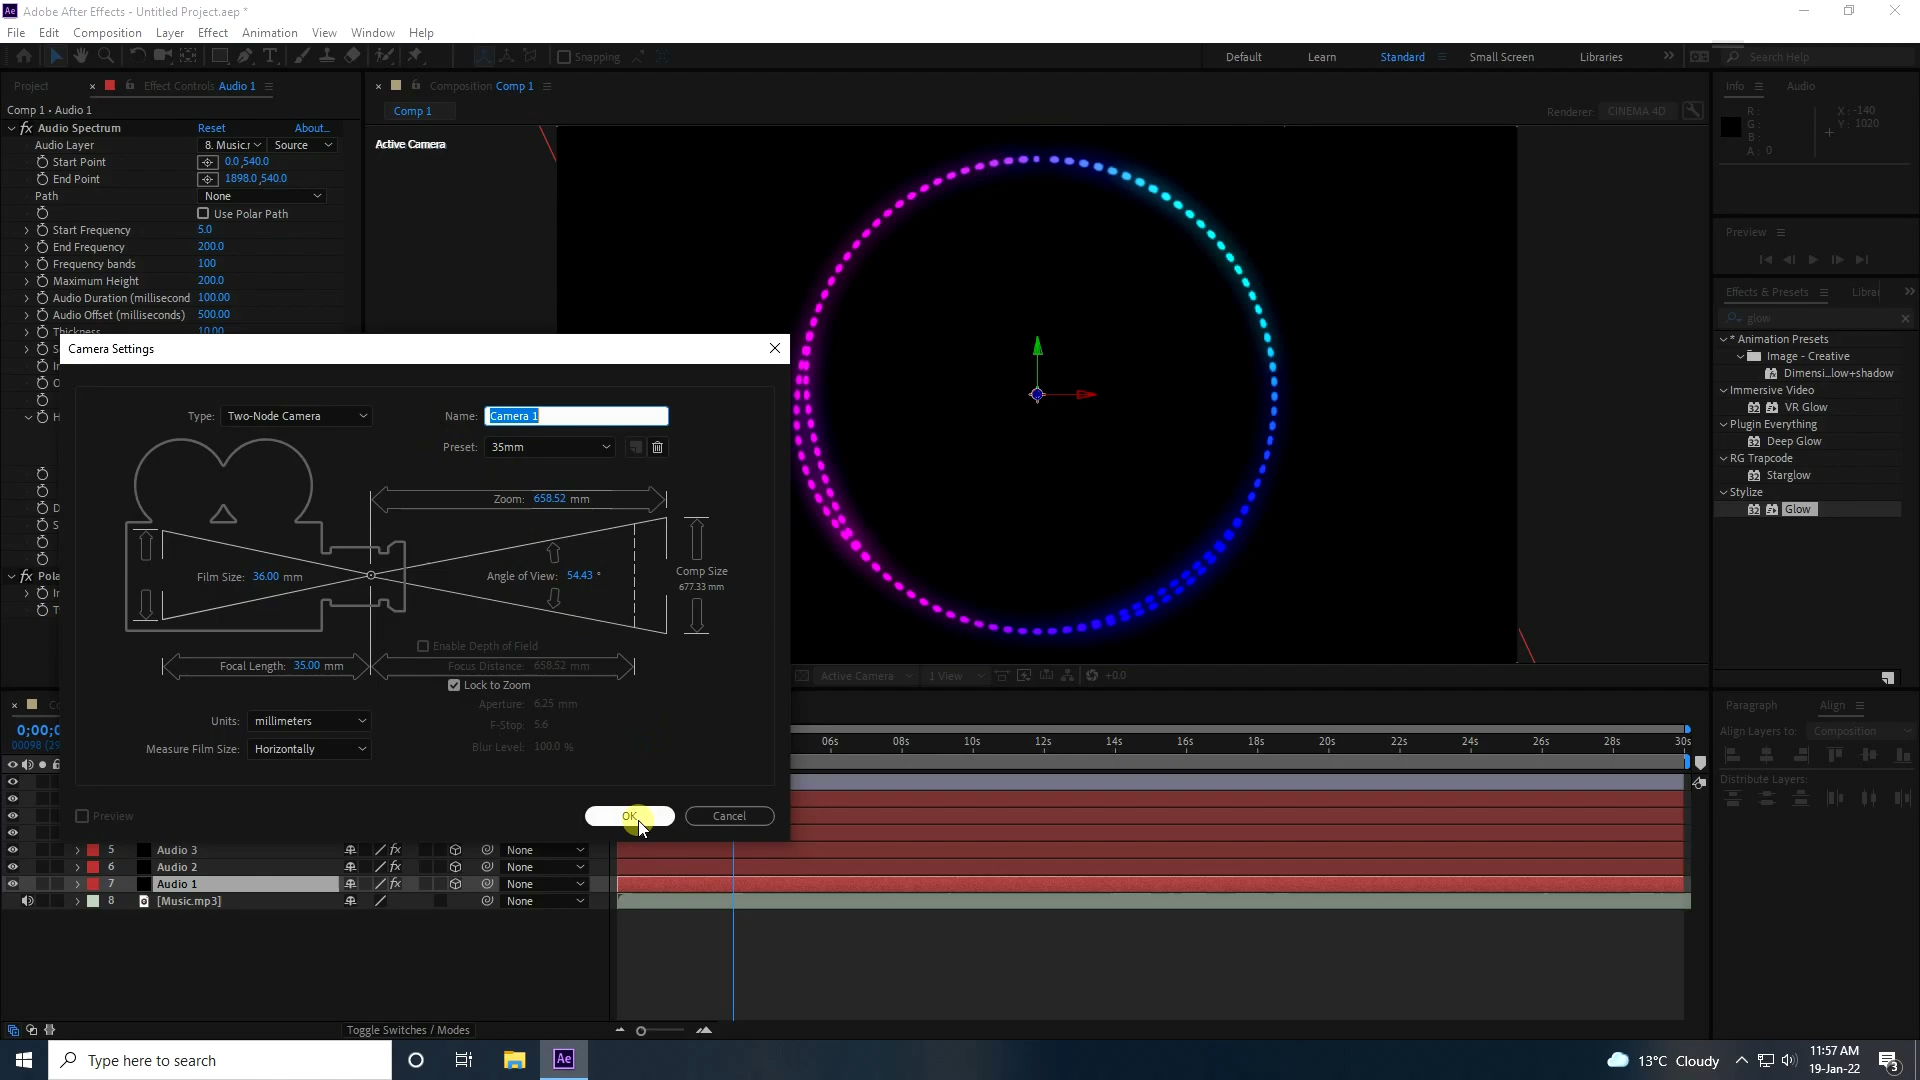 Adobe After Effects - Untitled Project.aep *
File Edit Composition Layer Effect Animation View Window Help
Snapping
Default Learn Standard Small Screen Libraries
Search Help
Project
Effect Controls Audio 1
Composition Comp 1
Info Audio
Comp 1 • Audio 1
Comp 1
Renderer: CINEMA 4D
R :
G :
B :
A : 0
X : -140
Y : 1020
Active Camera
fx Audio Spectrum Reset About...
Audio Layer 8. Music.r Source
Start Point 0.0,540.0
End Point 1898.0,540.0
Path None
Use Polar Path
Start Frequency 5.0
End Frequency 200.0
Frequency bands 100
Maximum Height 200.0
Audio Duration (millisecond 100.00
Audio Offset (milliseconds) 500.00
Thickness 10.00
Preview
Effects & Presets Librar
glow
* Animation Presets
Image - Creative
Dimensi...low+shadow
Immersive Video
VR Glow
Plugin Everything
Deep Glow
RG Trapcode
Starglow
Stylize
Glow
Camera Settings
Type: Two-Node Camera
Name: Camera 1
Preset: 35mm
Zoom: 658.52 mm
Film Size: 36.00 mm
Angle of View: 54.43 °
Comp Size
677.33 mm
Enable Depth of Field
Focal Length: 35.00 mm
Focus Distance: 658.52 mm
Lock to Zoom
Aperture: 6.25 mm
F-Stop: 5.6
Blur Level: 100.0 %
Units: millimeters
Measure Film Size: Horizontally
Preview
OK
Cancel
fx Pola
Active Camera 1 View +0.0
Paragraph Align
Align Layers to: Composition
Distribute Layers:
0;00;0
00098 (29
06s 08s 10s 12s 14s 16s 18s 20s 22s 24s 26s 28s 30s
5 Audio 3 fx None
6 Audio 2 fx None
7 Audio 1 fx None
8 [Music.mp3] None
Toggle Switches / Modes
Type here to search
Ae
13°C Cloudy
11:57 AM
19-Jan-22
3